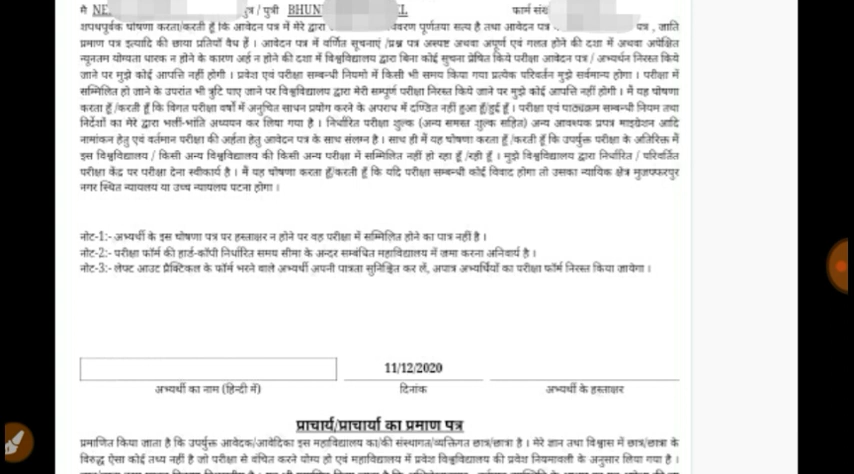 मै NE पुत्र / पुत्री BHUN L फार्म संख
शपथपूर्वक घोषणा करता/करती हूँ कि आवेदन पत्र में मेरे द्वारा वरण पूर्णतया सत्य है तथा आवेदन पत्र पत्र , जाति
प्रमाण पत्र इत्यादि की छाया प्रतियाँ वैध हैं । आवेदन पत्र में वर्णित सूचनाएं /प्रश्न पत्र अस्पष्ट अथवा अपूर्ण एवं गलत होने की दशा में अथवा अपेक्षित
न्यूनतम योग्यता धारक न होने के कारण अर्ह न होने की दशा में विश्वविद्यालय द्वारा बिना कोई सूचना प्रेषित किये परीक्षा आवेदन पत्र / अभ्यर्थन निरस्त किये
जाने पर मुझे कोई आपत्ति नहीं होगी । प्रवेश एवं परीक्षा सम्बन्धी नियमो में किसी भी समय किया गया प्रत्येक परिवर्तन मुझे सर्वमान्य होगा । परीक्षा में
सम्मिलित हो जाने के उपरांत भी त्रुटि पाए जाने पर विश्वविद्यालय द्वारा मेरी सम्पूर्ण परीक्षा निरस्त किये जाने पर मुझे कोई आपत्ति नहीं होगी । में यह घोषणा
करता हूँ /करती हूँ कि विगत परीक्षा वर्षो में अनुचित साधन प्रयोग करने के अपराध में दण्डित नहीं हुआ हूँ/हुई हूँ । परीक्षा एवं पाठ्यक्रम सम्बन्धी नियम तथा
निर्देशों का मेरे द्वारा भली-भांति अध्ययन कर लिया गया है । निर्धारित परीक्षा शुल्क (अन्य समस्त शुल्क सहित) अन्य आवश्यक प्रपत्र माइग्रेशन आदि
नामांकन हेतु एवं वर्तमान परीक्षा की अर्हता हेतु आवेदन पत्र के साथ संलग्न है । साथ ही में यह घोषणा करता हूँ /करती हूँ कि उपर्युक्त परीक्षा के अतिरिक्त में
इस विश्वविद्यालय / किसी अन्य विश्वविद्यालय की किसी अन्य परीक्षा में सम्मिलित नहीं हो रहा हूँ /रही हूँ । मुझे विश्वविद्यालय द्वारा निर्धारित / परिवर्तित
परीक्षा केंद्र पर परीक्षा देना स्वीकार्य है । मैं यह घोषणा करता हूँ/करती हूँ कि यदि परीक्षा सम्बन्धी कोई विवाद होगा तो उसका न्यायिक क्षेत्र मुजफ्फरपुर
नगर स्थित न्यायलय या उच्च न्यायलय पटना होगा ।
नोट-1:- अभ्यर्थी के इस घोषणा पत्र पर हस्ताक्षर न होने पर वह परीक्षा में सम्मिलित होने का पात्र नहीं है ।
नोट-2:- परीक्षा फॉर्म की हार्ड-कॉपी निर्धारित समय सीमा के अन्दर सम्बंधित महाविद्यालय में जमा करना अनिवार्य है ।
नोट-3:- लेफ्ट आउट प्रैक्टिकल के फॉर्म भरने वाले अभ्यर्थी अपनी पात्रता सुनिश्चित कर लें, अपात्र अभ्यर्थियों का परीक्षा फॉर्म निरस्त किया जायेगा ।
11/12/2020
अभ्यर्थी का नाम (हिन्दी में) दिनांक अभ्यर्थी के हस्ताक्षर
प्राचार्य/प्राचार्या का प्रमाण पत्र
प्रमाणित किया जाता है कि उपर्युक्त आवेदक/आवेदिका इस महाविद्यालय का/की संस्थागत/व्यक्तिगत छात्र/छात्रा है । मेरे ज्ञान तथा विश्वास में छात्र/छात्रा के
विरुद्ध ऐसा कोई तथ्य नहीं है जो परीक्षा से वंचित करने योग्य हो एवं महाविद्यालय में प्रवेश विश्वविद्यालय की प्रवेश नियमावली के अनुसार लिया गया है ।